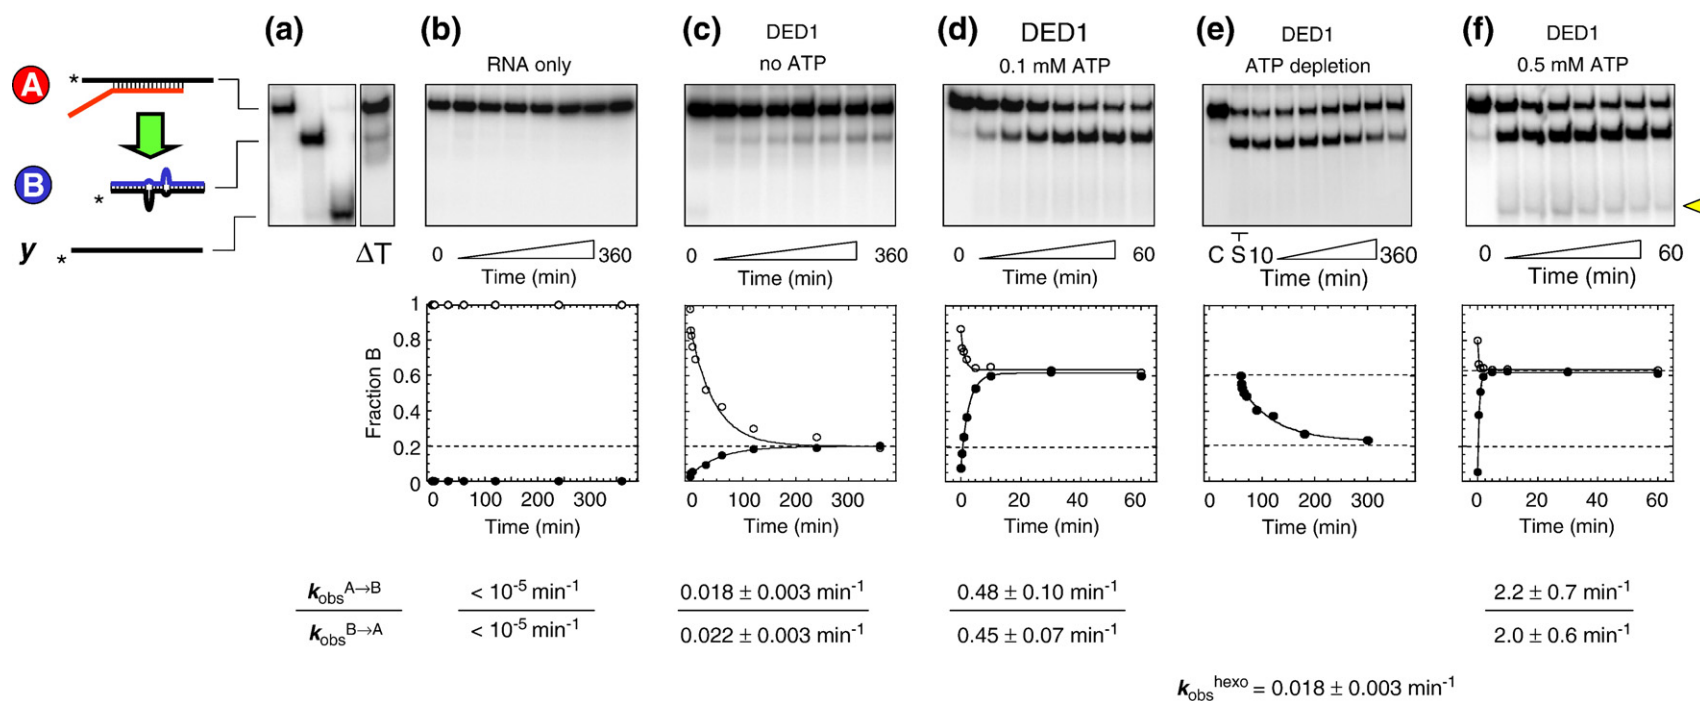 (a)
(b)
RNA only
(c)
DED1
no ATP
(d)
DED1
0.1 mM ATP
(e)
DED1
ATP depletion
(f)
DED1
0.5 mM ATP
A
*
B
*
y
*
ΔT
0
360
Time (min)
0
360
Time (min)
0
60
Time (min)
C S 10
360
Time (min)
0
60
Time (min)
Fraction B
1
0.8
0.6
0.4
0.2
0
0 100 200 300
Time (min)
0 100 200 300
Time (min)
0 20 40 60
Time (min)
0 100 200 300
Time (min)
0 20 40 60
Time (min)
k_obs^A→B
k_obs^B→A
< 10^-5 min^-1
< 10^-5 min^-1
0.018 ± 0.003 min^-1
0.022 ± 0.003 min^-1
0.48 ± 0.10 min^-1
0.45 ± 0.07 min^-1
2.2 ± 0.7 min^-1
2.0 ± 0.6 min^-1
k_obs^hexo = 0.018 ± 0.003 min^-1